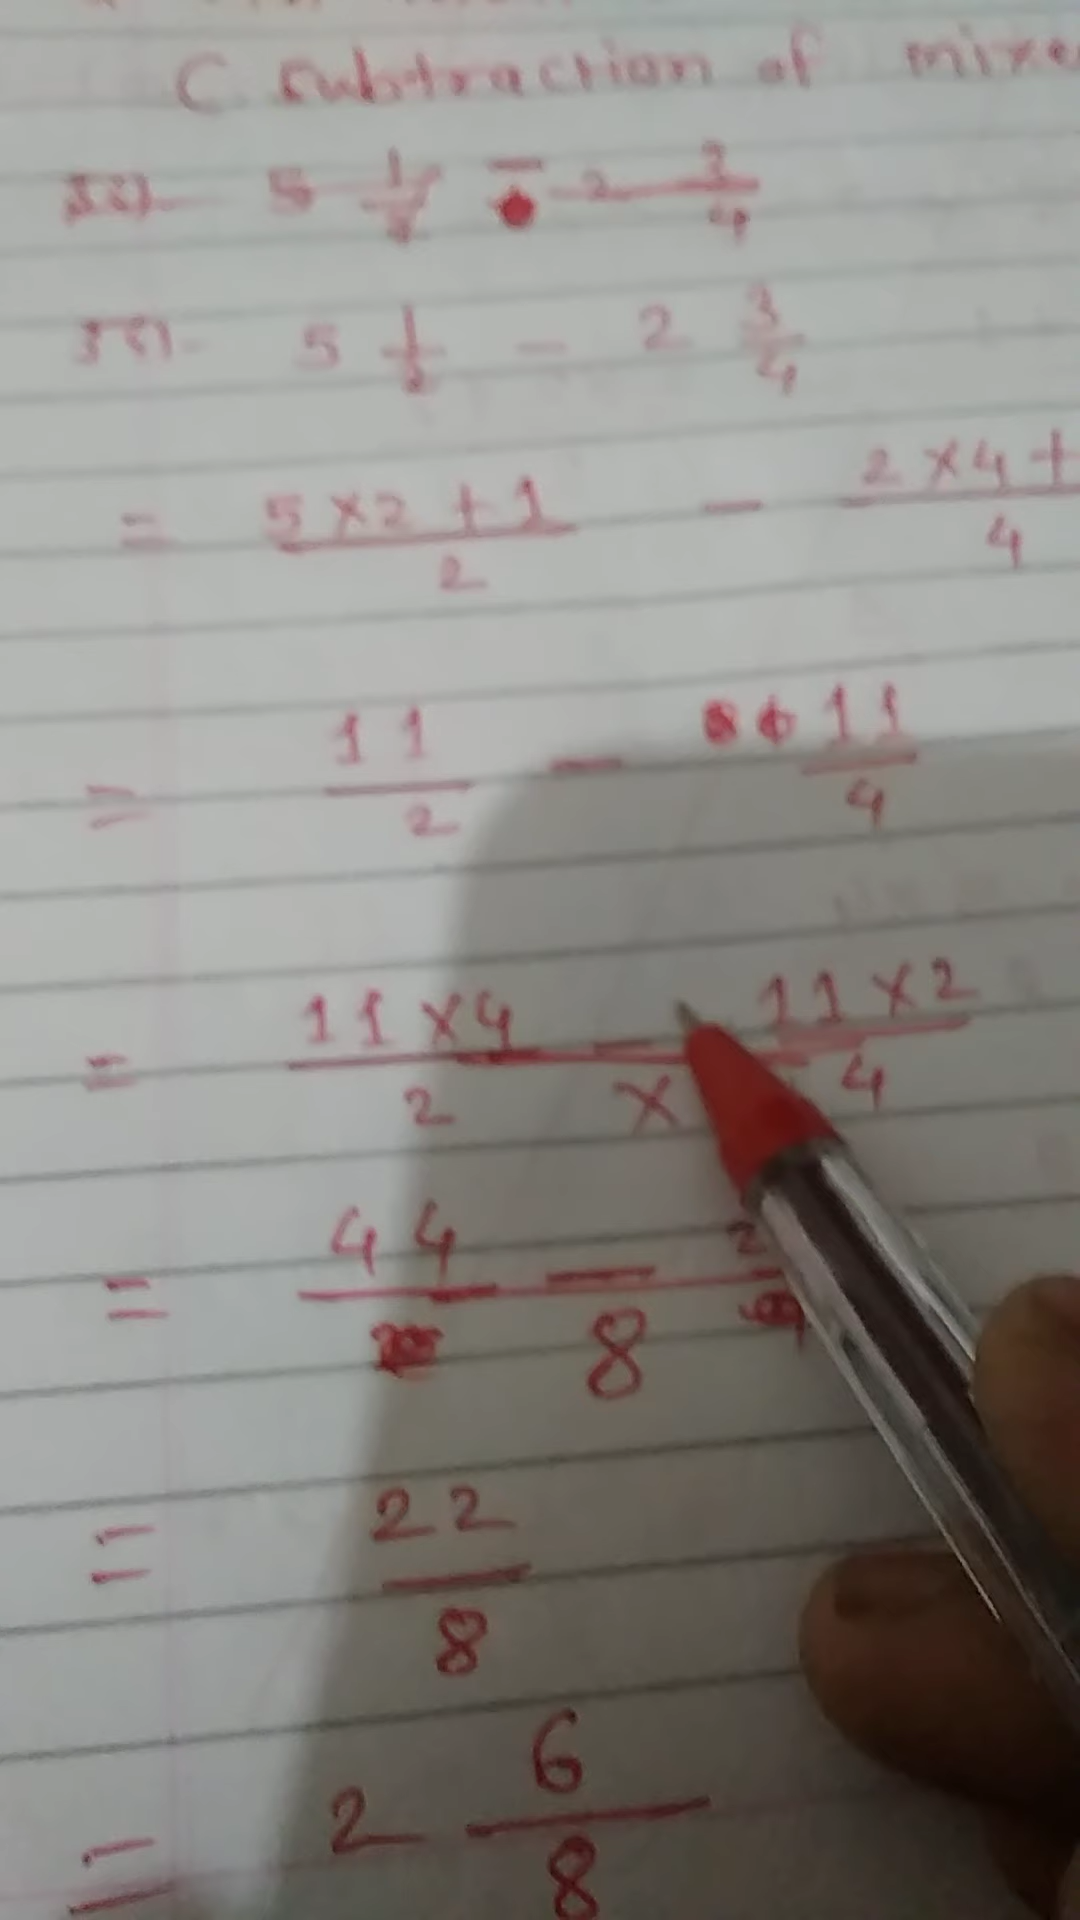 C. Subtraction of mixe
उदा- 5 1/2 - 2 3/4
उदा- 5 1/2 - 2 3/4
= 5×2+1/2 - 2×4+/4
= 11/2 - 11/4
= 11×4 - 11×2/2 × 4
= 44 - 2/8
= 22/8
= 2 6/8